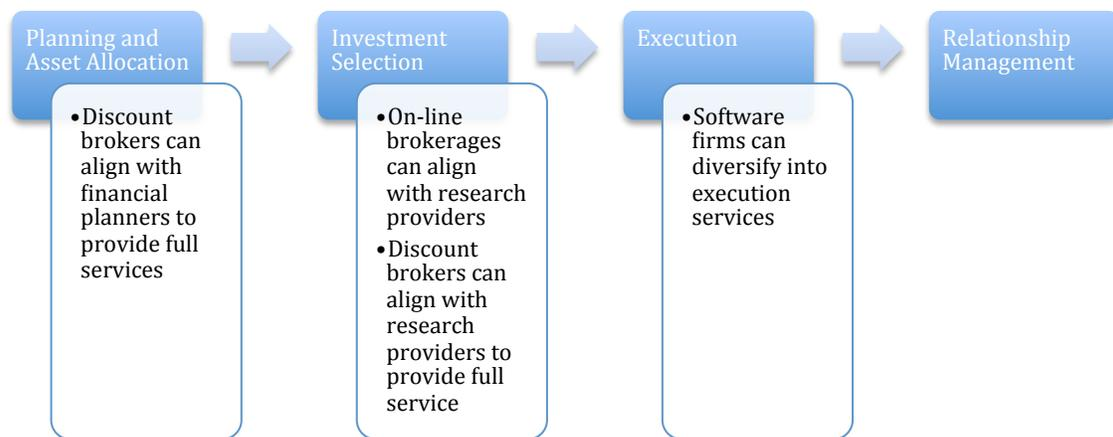 Planning and
Asset Allocation
•Discount
brokers can
align with
financial
planners to
provide full
services
Investment
Selection
•On-line
brokerages
can align
with research
providers
•Discount
brokers can
align with
research
providers to
provide full
service
Execution
•Software
firms can
diversify into
execution
services
Relationship
Management